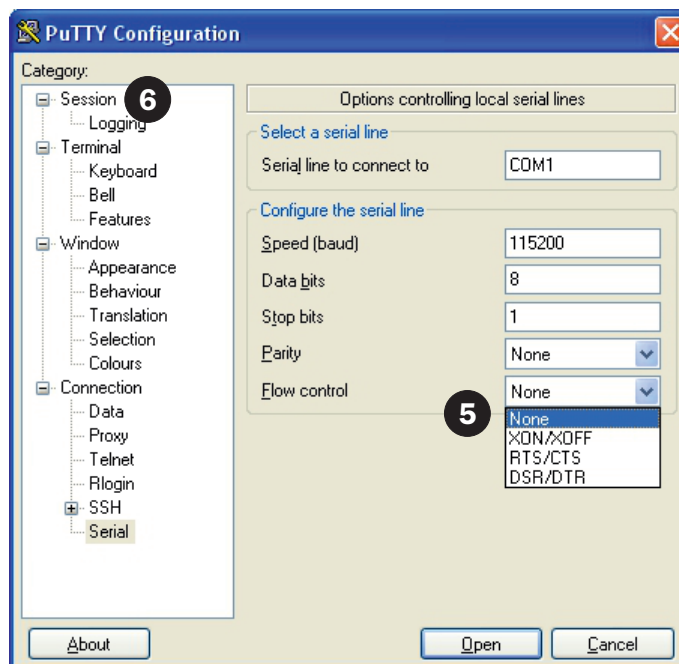 PuTTY Configuration
Category:
Session 6
Logging
Terminal
Keyboard
Bell
Features
Window
Appearance
Behaviour
Translation
Selection
Colours
Connection
Data
Proxy
Telnet
Rlogin
SSH
Serial
Options controlling local serial lines
Select a serial line
Serial line to connect to COM1
Configure the serial line
Speed (baud) 115200
Data bits 8
Stop bits 1
Parity None
Flow control None
5 None
XON/XOFF
RTS/CTS
DSR/DTR
About Open Cancel